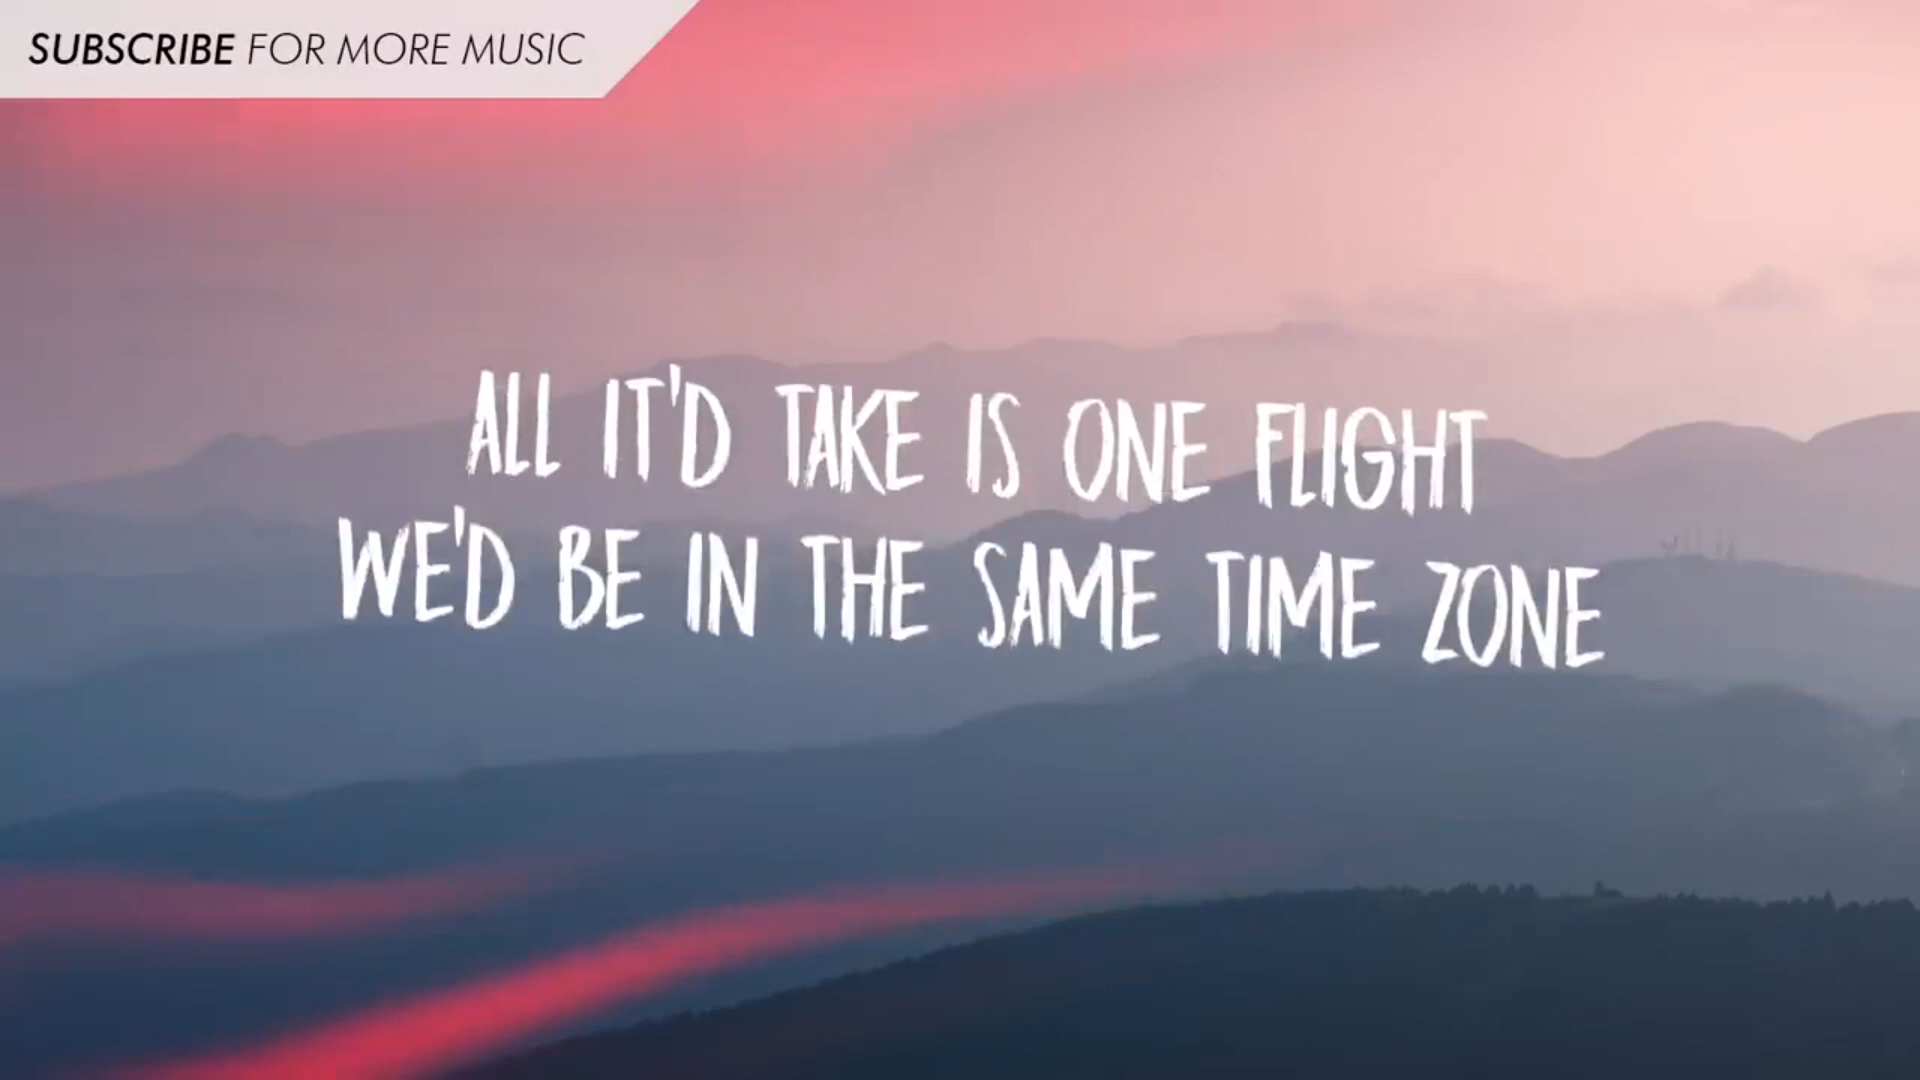 SUBSCRIBE FOR MORE MUSIC
ALL IT'D TAKE IS ONE FLIGHT
WE'D BE IN THE SAME TIME ZONE